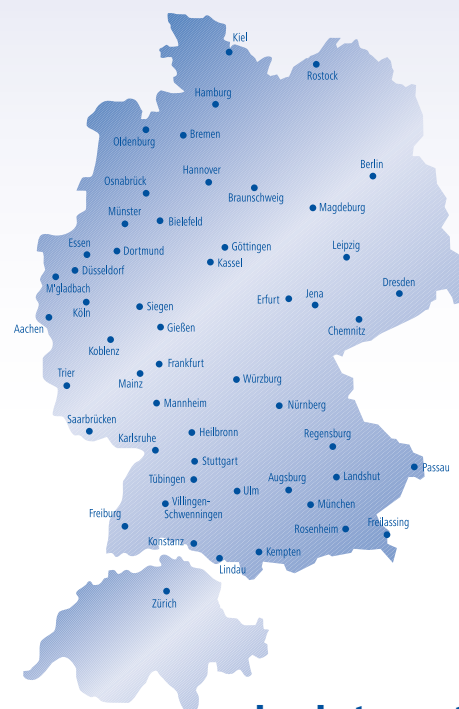 Kiel
Rostock
Hamburg
Oldenburg
Bremen
Berlin
Hannover
Osnabrück
Braunschweig
Münster
Magdeburg
Bielefeld
Essen
Dortmund
Göttingen
Leipzig
Düsseldorf
Kassel
M'gladbach
Dresden
Köln
Siegen
Erfurt
Jena
Aachen
Gießen
Chemnitz
Koblenz
Frankfurt
Trier
Mainz
Würzburg
Mannheim
Nürnberg
Saarbrücken
Karlsruhe
Heilbronn
Regensburg
Stuttgart
Passau
Tübingen
Augsburg
Landshut
Ulm
Villingen-
Schwenningen
München
Freiburg
Rosenheim
Freilassing
Konstanz
Kempten
Lindau
Zürich